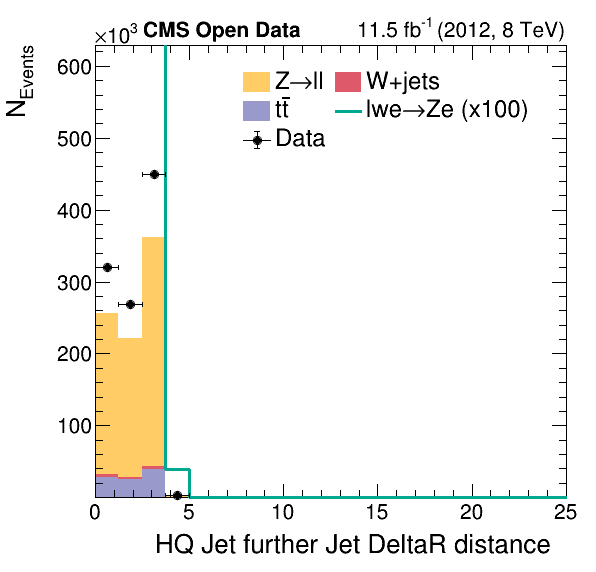 ×10³ CMS Open Data 11.5 fb⁻¹ (2012, 8 TeV)
N_Events
600
500
400
300
200
100
Z→ll W+jets
tt̄ lwe→Ze (x100)
Data
0 5 10 15 20 25
HQ Jet further Jet DeltaR distance